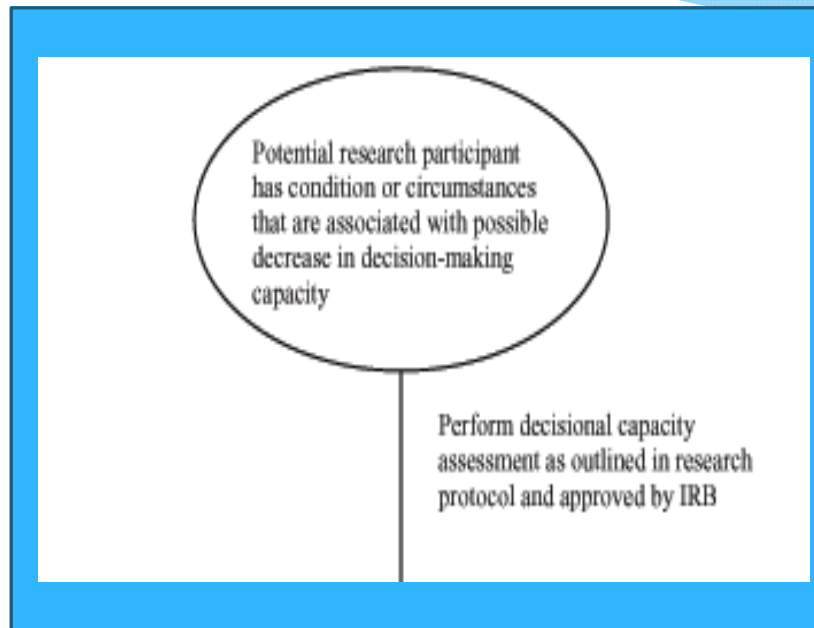 Potential research participant
has condition or circumstances
that are associated with possible
decrease in decision-making
capacity
Perform decisional capacity
assessment as outlined in research
protocol and approved by IRB